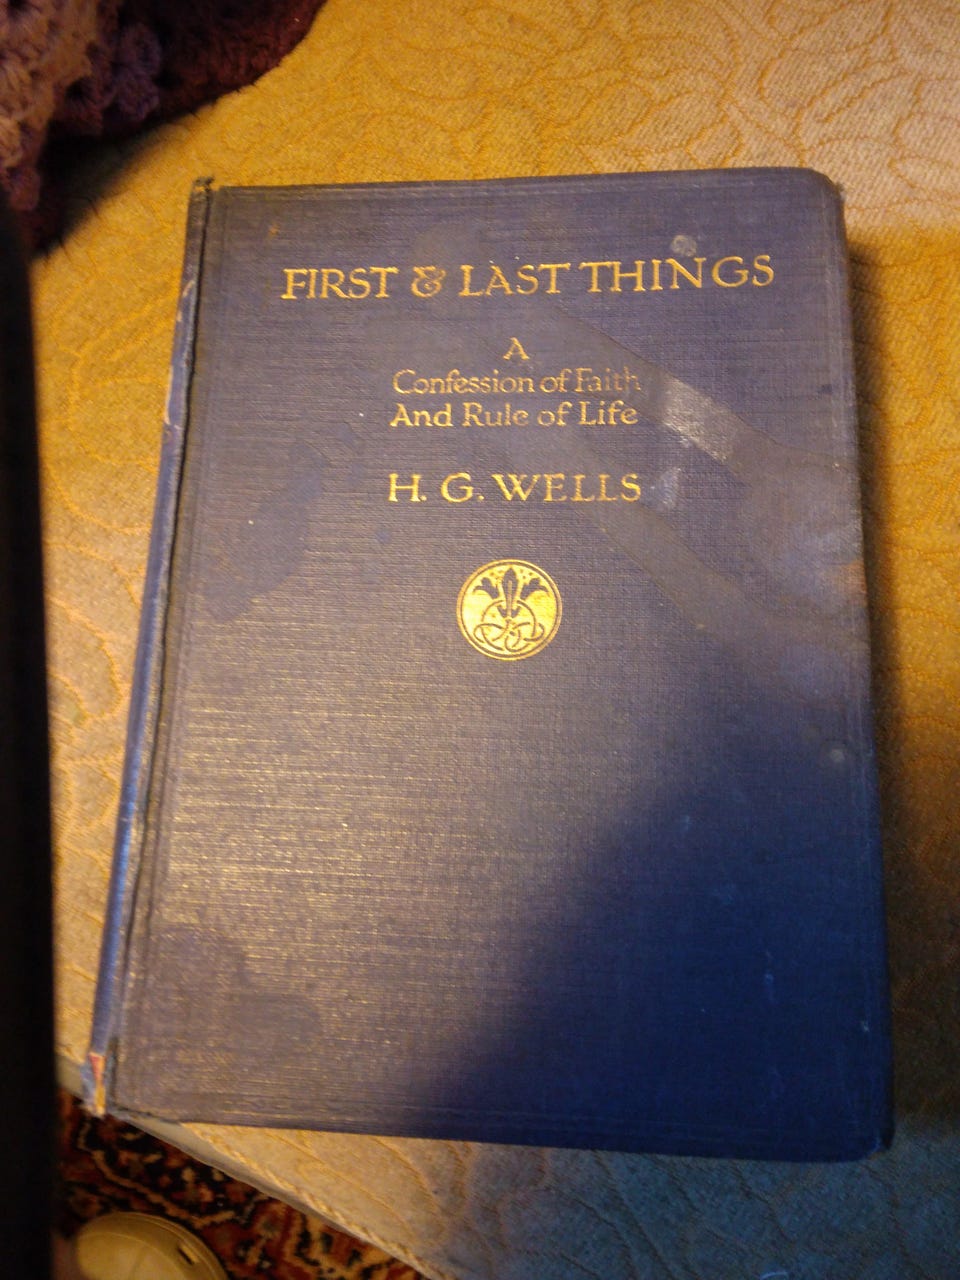 FIRST & LAST THINGS
A
Confession of Faith
And Rule of Life
H. G. WELLS